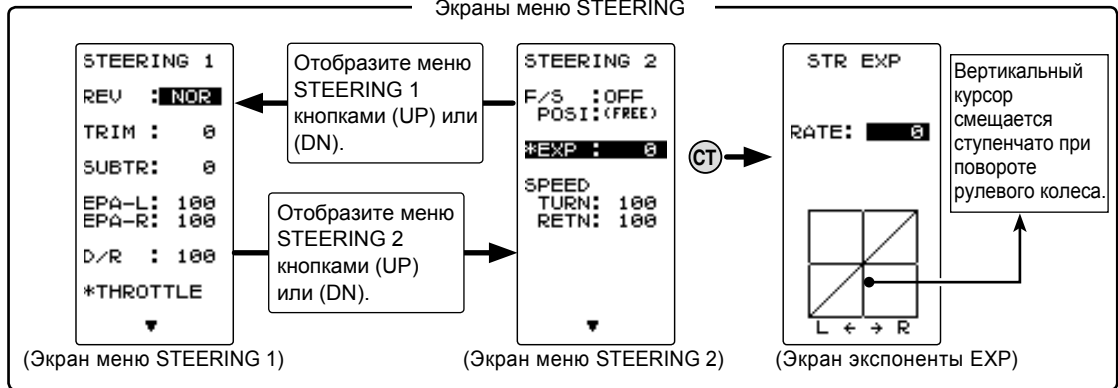 Экраны меню STEERING
STEERING 1
REV : NOR
TRIM : 0
SUBTR: 0
EPA-L: 100
EPA-R: 100
D/R : 100
*THROTTLE
▼
(Экран меню STEERING 1)
Отобразите меню
STEERING 1
кнопками (UP) или
(DN).
Отобразите меню
STEERING 2
кнопками (UP)
или (DN).
STEERING 2
F/S :OFF
POSI:(FREE)
*EXP : 0
SPEED
TURN: 100
RETN: 100
▼
(Экран меню STEERING 2)
CT
STR EXP
RATE: 0
L ← → R
(Экран экспоненты EXP)
Вертикальный
курсор
смещается
ступенчато при
повороте
рулевого колеса.